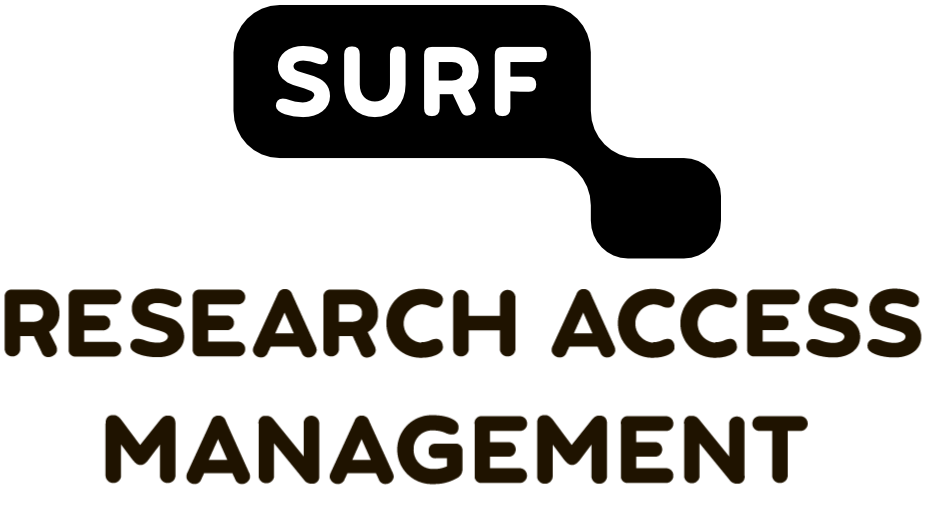 SURF
RESEARCH ACCESS
MANAGEMENT